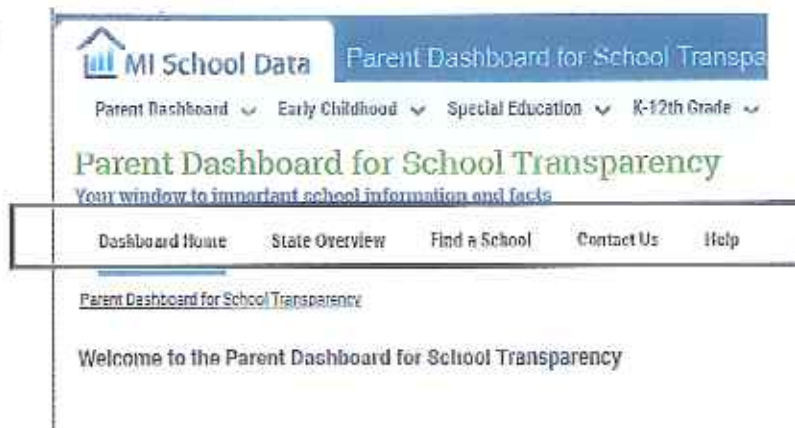 MI School Data Parent Dashboard for School Transpa
Parent Dashboard Early Childhood Special Education K-12th Grade
Parent Dashboard for School Transparency
Your window to important school information and facts
Dashboard Home State Overview Find a School Contact Us Help
Parent Dashboard for School Transparency
Welcome to the Parent Dashboard for School Transparency